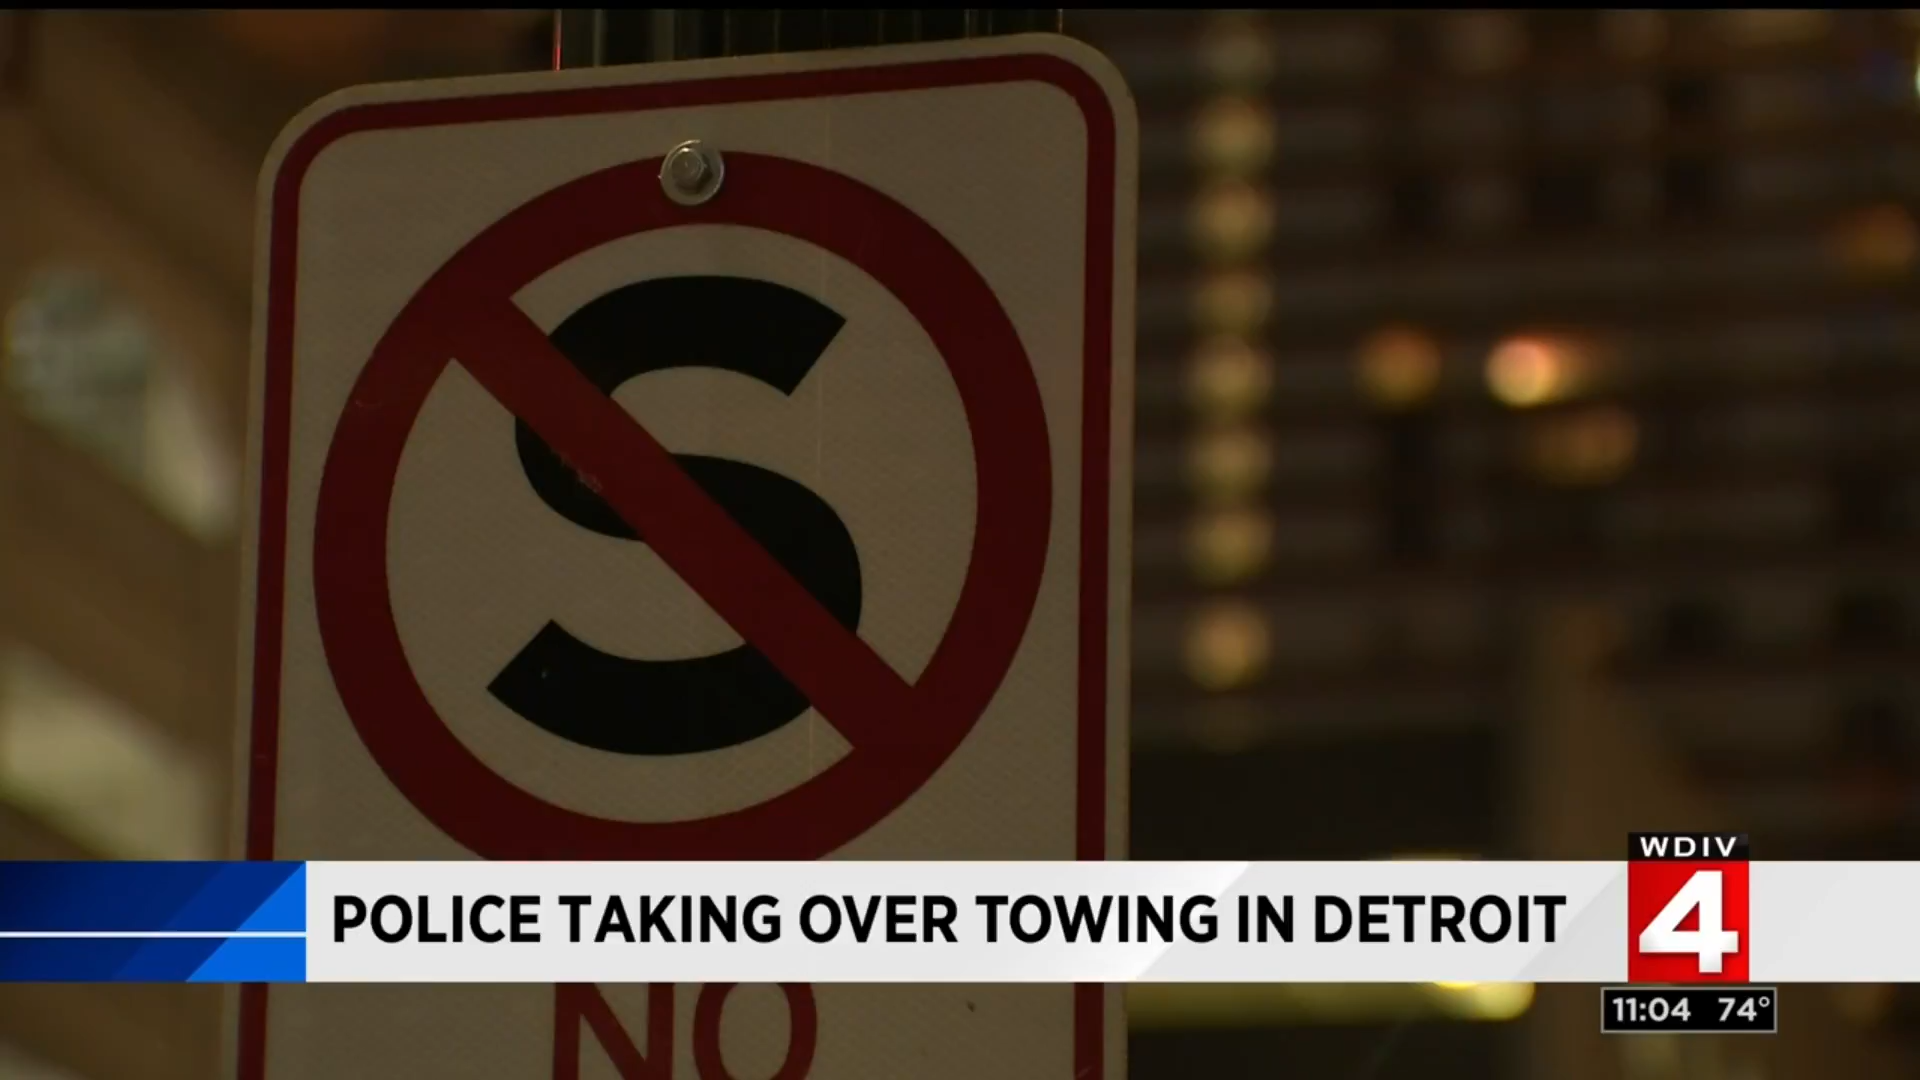 S
POLICE TAKING OVER TOWING IN DETROIT
WDIV
4
11:04 74°
NO